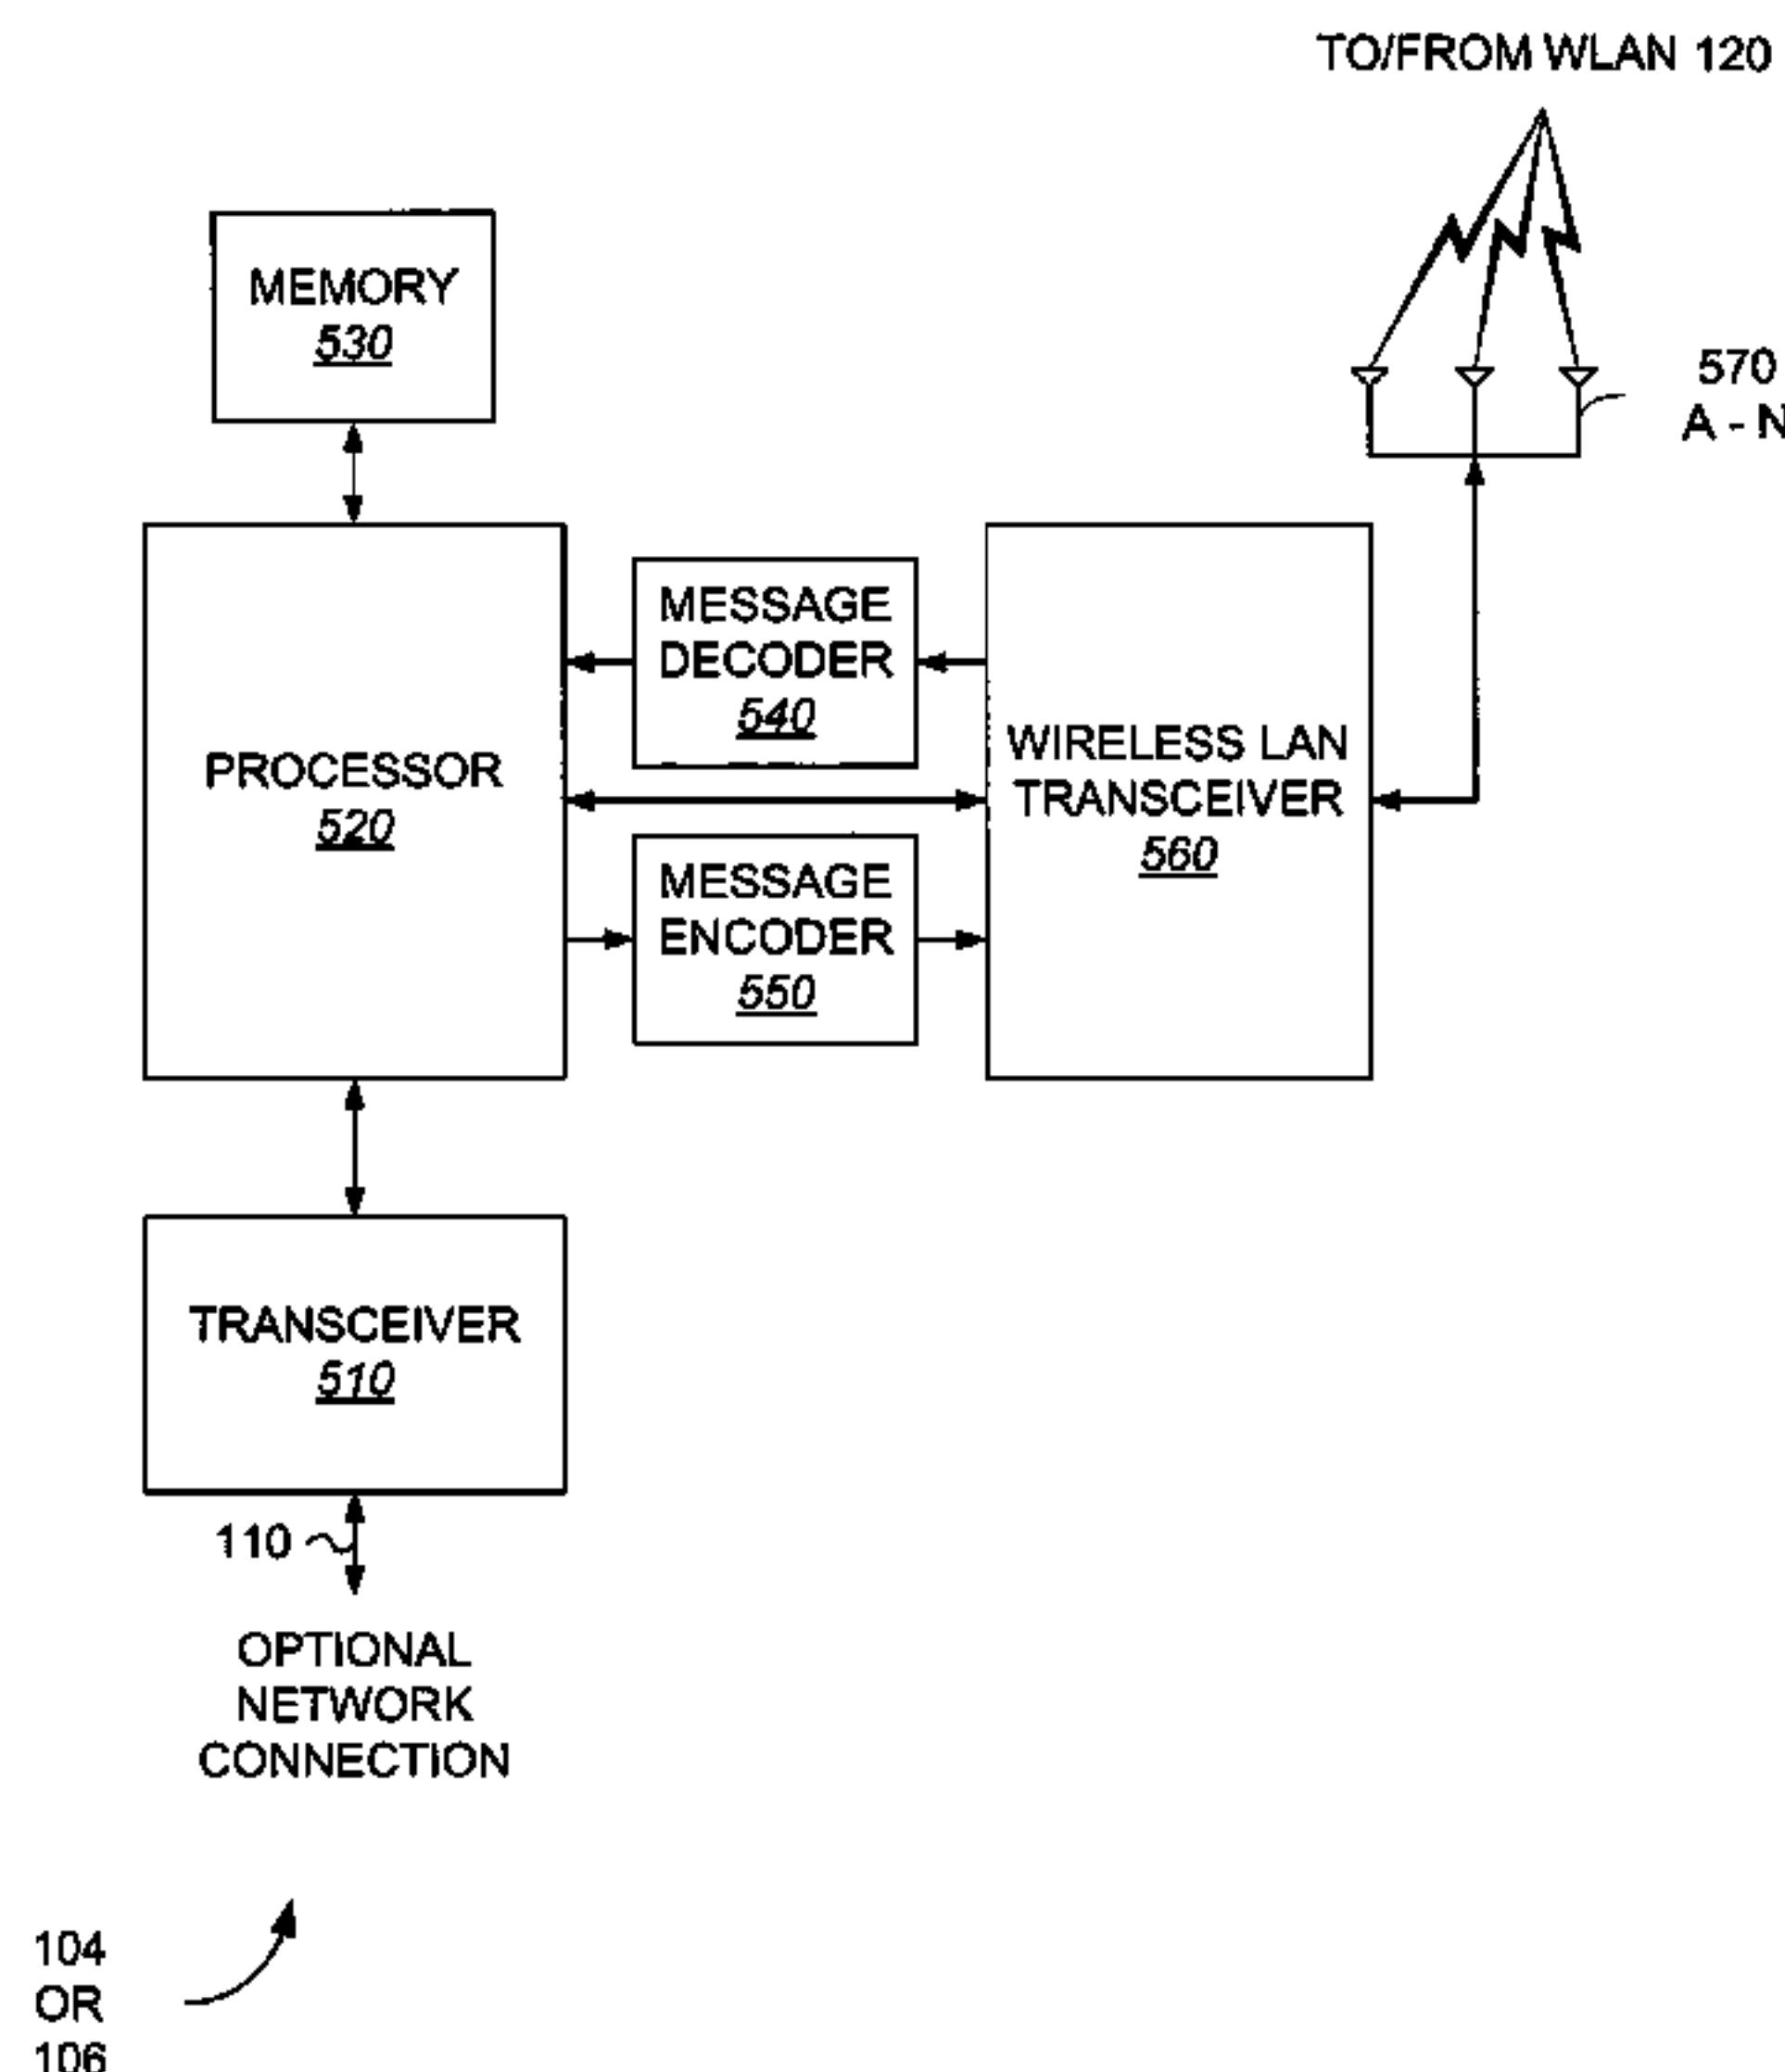 TO/FROM WLAN 120
MEMORY
530
570
A - N
MESSAGE
DECODER
540
PROCESSOR
520
WIRELESS LAN
TRANSCEIVER
560
MESSAGE
ENCODER
550
TRANSCEIVER
510
110
OPTIONAL
NETWORK
CONNECTION
104
OR
106